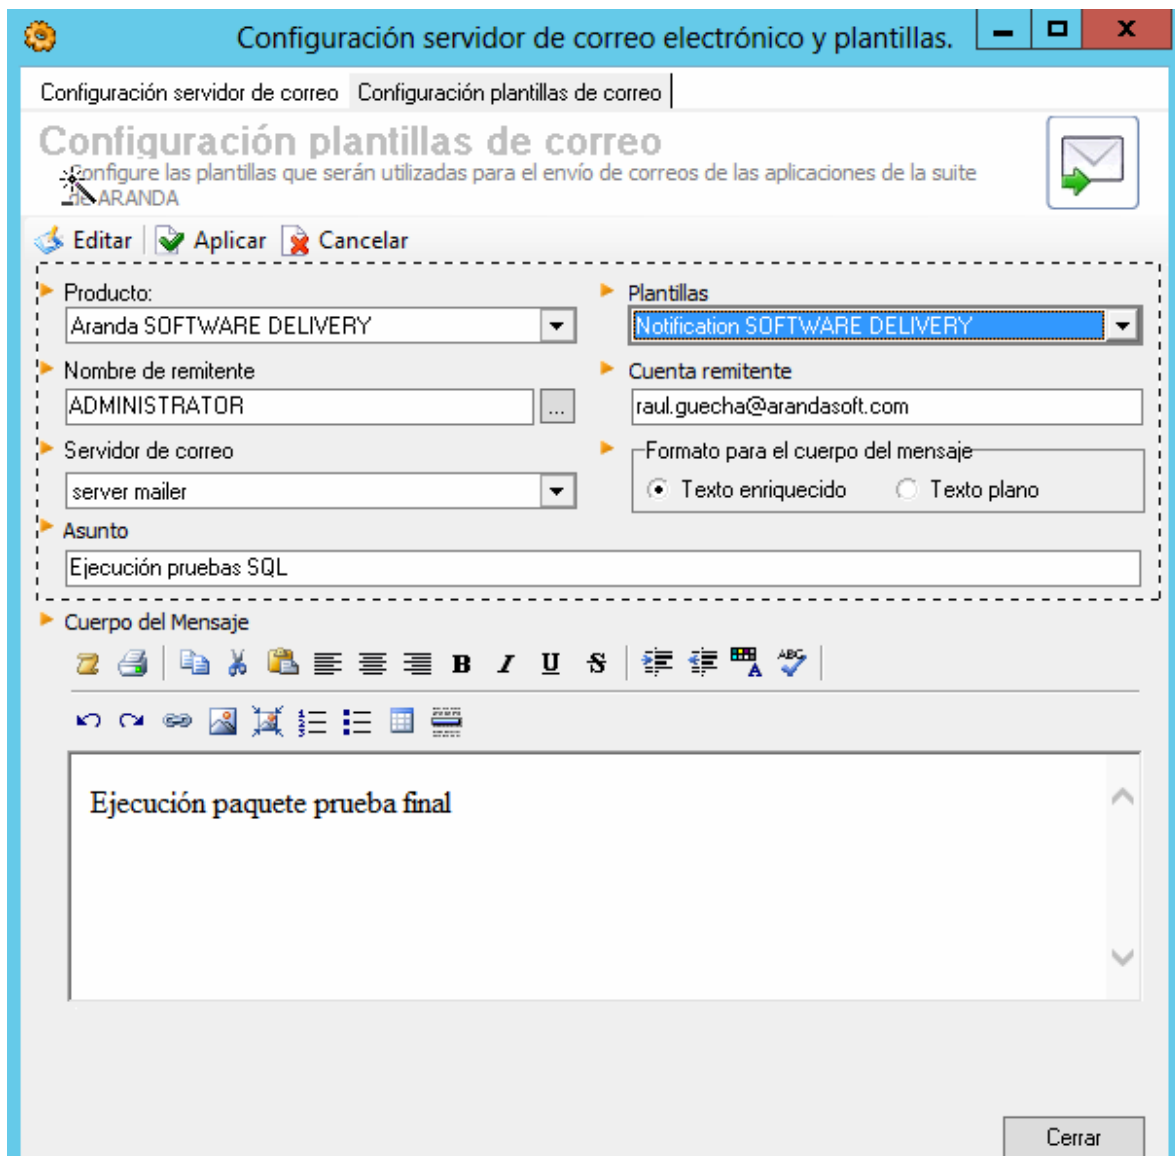 Configuración servidor de correo electrónico y plantillas.
Configuración servidor de correo Configuración plantillas de correo
Configuración plantillas de correo
Configure las plantillas que serán utilizadas para el envío de correos de las aplicaciones de la suite
de ARANDA
Editar Aplicar Cancelar
Producto: Plantillas
Aranda SOFTWARE DELIVERY Notification SOFTWARE DELIVERY
Nombre de remitente Cuenta remitente
ADMINISTRATOR ... raul.guecha@arandasoft.com
Servidor de correo Formato para el cuerpo del mensaje
server mailer Texto enriquecido Texto plano
Asunto
Ejecución pruebas SQL
Cuerpo del Mensaje
B I U S A ABC
Ejecución paquete prueba final
Cerrar